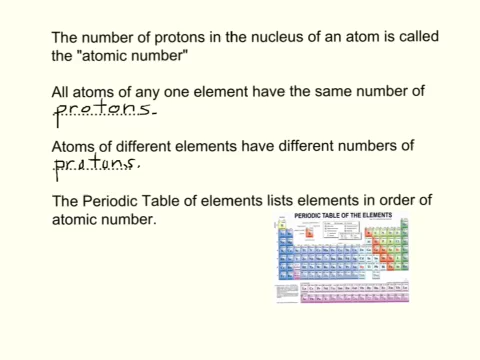 The number of protons in the nucleus of an atom is called
the "atomic number"
All atoms of any one element have the same number of
protons.
Atoms of different elements have different numbers of
protons.
The Periodic Table of elements lists elements in order of
atomic number.
PERIODIC TABLE OF THE ELEMENTS